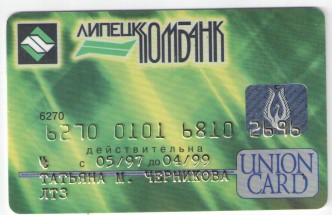 ЛИПЕЦККОМБАНК
6270
6270 0101 6810 2696
действительна
с 05/97 до 04/99
UNION
CARD
ТАТЬЯНА М. ЧЕРНИКОВА
ЛТЗ